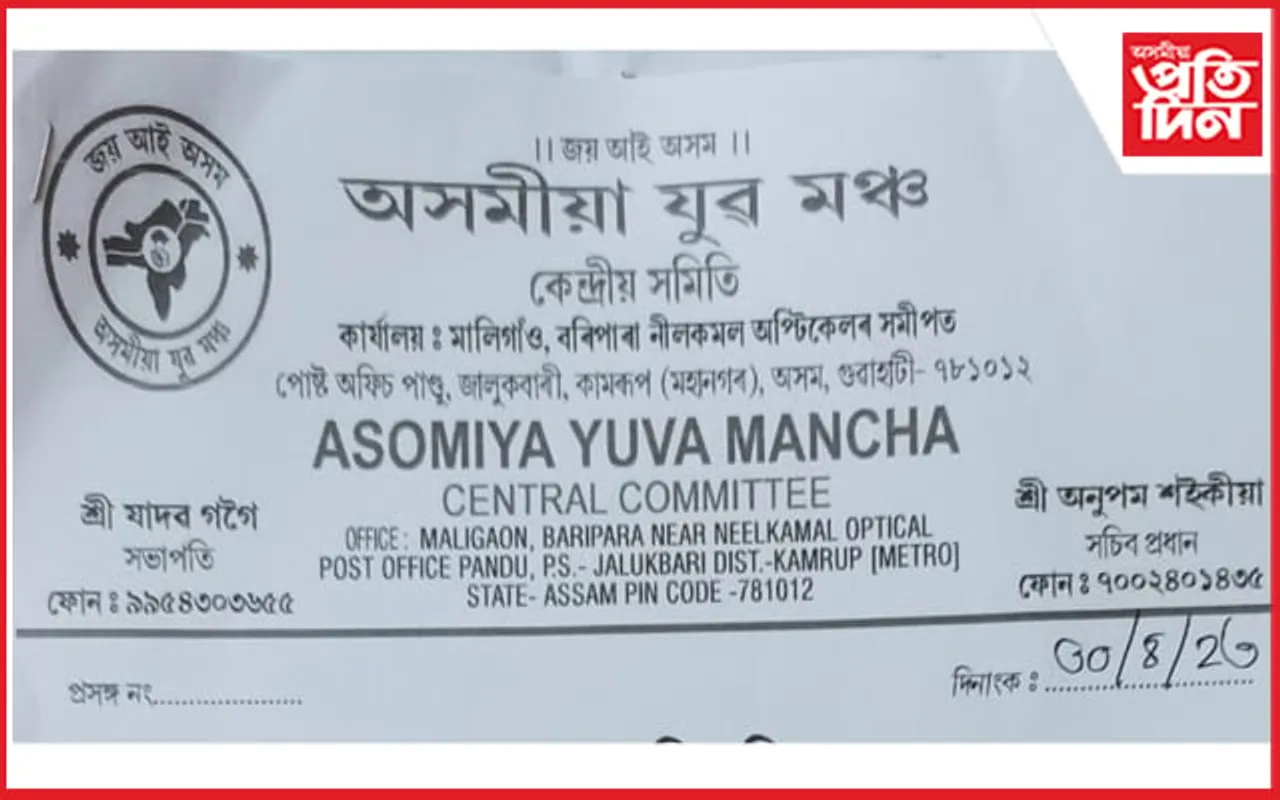 অসমীয়া
প্ৰতি
দিন
জয় আই অসম
অসমীয়া যুৱ মঞ্চ
।। জয় আই অসম ।।
অসমীয়া যুৱ মঞ্চ
কেন্দ্ৰীয় সমিতি
কাৰ্যালয় : মালিগাঁও, বৰিপাৰা নীলকমল অপ্টিকেলৰ সমীপত
পোষ্ট অফিচ পাণ্ডু, জালুকবাৰী, কামৰূপ (মহানগৰ), অসম, গুৱাহাটী- ৭৮১০১২
ASOMIYA YUVA MANCHA
CENTRAL COMMITTEE
OFFICE: MALIGAON, BARIPARA NEAR NEELKAMAL OPTICAL
POST OFFICE PANDU, P.S.- JALUKBARI DIST.-KAMRUP [METRO]
STATE- ASSAM PIN CODE -781012
শ্ৰী যাদৱ গগৈ
সভাপতি
ফোন : ৯৯৫৪৩০৩৬৫৫
শ্ৰী অনুপম শইকীয়া
সচিব প্ৰধান
ফোন : ৭০০২৪০১৪৩৫
প্ৰসঙ্গ নং.....................
দিনাংক : ৩০/৪/২৩